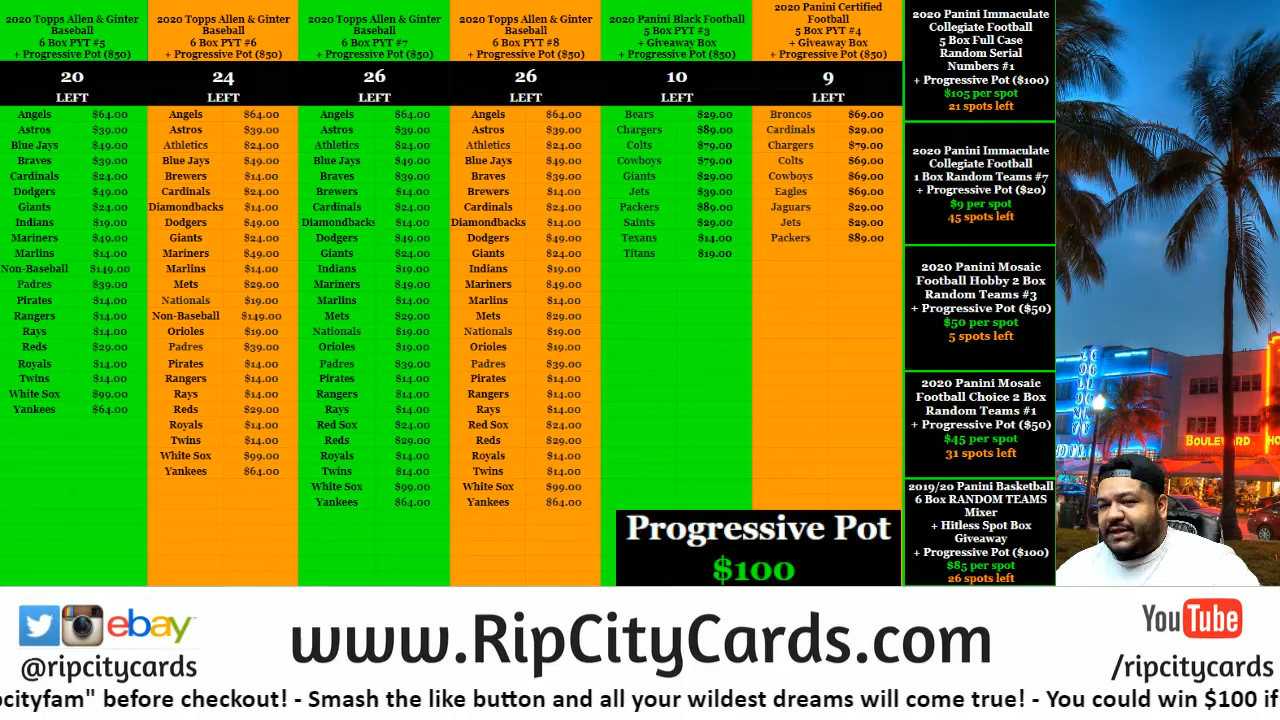 2020 Topps Allen & Ginter
Baseball
6 Box PYT #5
+ Progressive Pot ($50)
20
LEFT
Angels $64.00
Astros $39.00
Blue Jays $49.00
Braves $39.00
Cardinals $24.00
Dodgers $49.00
Giants $24.00
Indians $19.00
Mariners $49.00
Marlins $14.00
Non-Baseball $149.00
Padres $39.00
Pirates $14.00
Rangers $14.00
Rays $14.00
Reds $29.00
Royals $14.00
Twins $14.00
White Sox $99.00
Yankees $64.00
2020 Topps Allen & Ginter
Baseball
6 Box PYT #6
+ Progressive Pot ($50)
24
LEFT
Angels $64.00
Astros $39.00
Athletics $24.00
Blue Jays $49.00
Brewers $14.00
Cardinals $24.00
Diamondbacks $14.00
Dodgers $49.00
Giants $24.00
Mariners $49.00
Marlins $14.00
Mets $29.00
Nationals $19.00
Non-Baseball $149.00
Orioles $19.00
Padres $39.00
Pirates $14.00
Rangers $14.00
Rays $14.00
Reds $29.00
Royals $14.00
Twins $14.00
White Sox $99.00
Yankees $64.00
2020 Topps Allen & Ginter
Baseball
6 Box PYT #7
+ Progressive Pot ($50)
26
LEFT
Angels $64.00
Astros $39.00
Athletics $24.00
Blue Jays $49.00
Braves $39.00
Brewers $14.00
Cardinals $24.00
Diamondbacks $14.00
Dodgers $49.00
Giants $24.00
Indians $19.00
Mariners $49.00
Marlins $14.00
Mets $29.00
Nationals $19.00
Orioles $19.00
Padres $39.00
Pirates $14.00
Rangers $14.00
Rays $14.00
Red Sox $24.00
Reds $29.00
Royals $14.00
Twins $14.00
White Sox $99.00
Yankees $64.00
2020 Topps Allen & Ginter
Baseball
6 Box PYT #8
+ Progressive Pot ($50)
26
LEFT
Angels $64.00
Astros $39.00
Athletics $24.00
Blue Jays $49.00
Braves $39.00
Brewers $14.00
Cardinals $24.00
Diamondbacks $14.00
Dodgers $49.00
Giants $24.00
Indians $19.00
Mariners $49.00
Marlins $14.00
Mets $29.00
Nationals $19.00
Orioles $19.00
Padres $39.00
Pirates $14.00
Rangers $14.00
Rays $14.00
Red Sox $24.00
Reds $29.00
Royals $14.00
Twins $14.00
White Sox $99.00
Yankees $64.00
2020 Panini Black Football
5 Box PYT #3
+ Giveaway Box
+ Progressive Pot ($50)
10
LEFT
Bears $29.00
Chargers $89.00
Colts $79.00
Cowboys $79.00
Giants $29.00
Jets $39.00
Packers $89.00
Saints $29.00
Texans $14.00
Titans $19.00
2020 Panini Certified
Football
5 Box PYT #4
+ Giveaway Box
+ Progressive Pot ($50)
9
LEFT
Broncos $69.00
Cardinals $29.00
Chargers $79.00
Colts $69.00
Cowboys $69.00
Eagles $69.00
Jaguars $29.00
Jets $29.00
Packers $89.00
Progressive Pot
$100
2020 Panini Immaculate
Collegiate Football
5 Box Full Case
Random Serial
Numbers #1
+ Progressive Pot ($100)
$105 per spot
21 spots left
2020 Panini Immaculate
Collegiate Football
1 Box Random Teams #7
+ Progressive Pot ($20)
$9 per spot
45 spots left
2020 Panini Mosaic
Football Hobby 2 Box
Random Teams #3
+ Progressive Pot ($50)
$50 per spot
5 spots left
2020 Panini Mosaic
Football Choice 2 Box
Random Teams #1
+ Progressive Pot ($50)
$45 per spot
31 spots left
2019/20 Panini Basketball
6 Box RANDOM TEAMS
Mixer
+ Hitless Spot Box
Giveaway
+ Progressive Pot ($100)
$85 per spot
26 spots left
COLONY
BOULEVARD HO
ebay
@ripcitycards
www.RipCityCards.com
YouTube
/ripcitycards
pcityfam" before checkout! - Smash the like button and all your wildest dreams will come true! - You could win $100 if